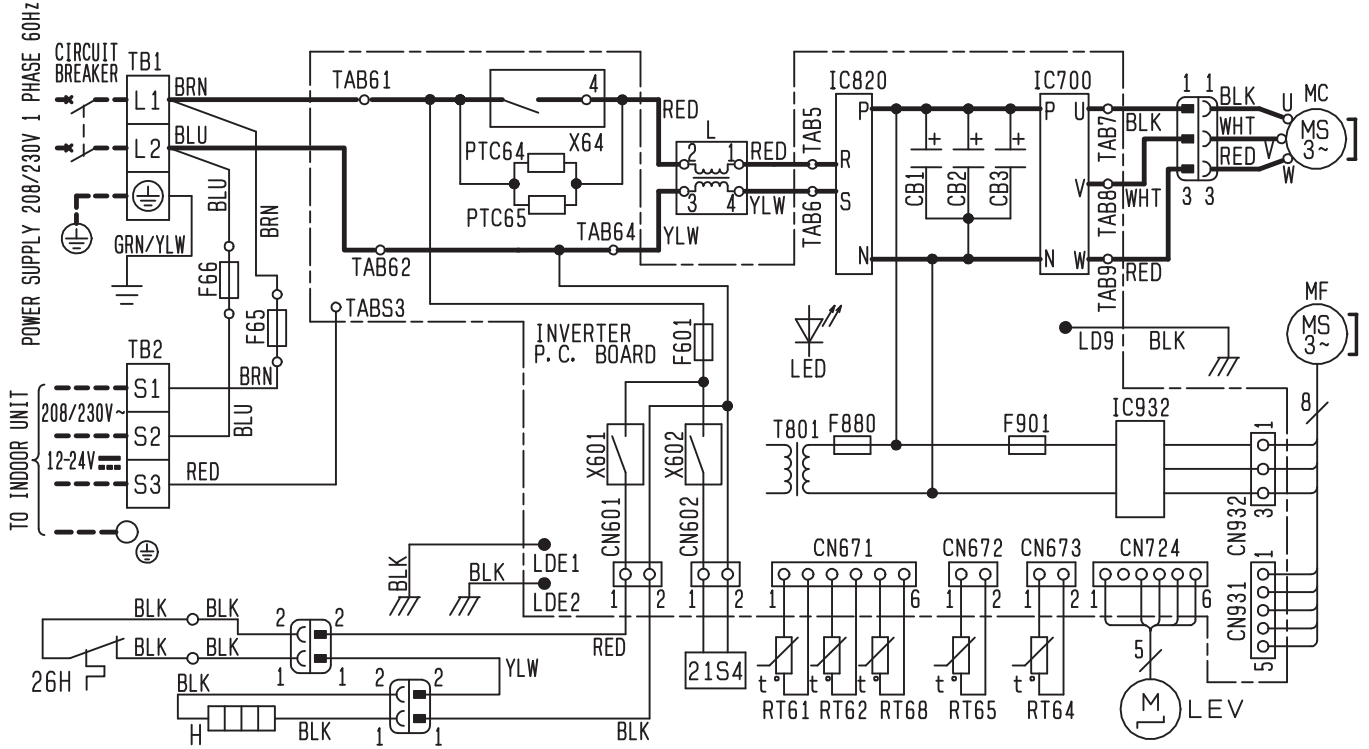 POWER SUPPLY 208/230V 1 PHASE 60Hz
CIRCUIT
BREAKER
TB1
L1
L2
BRN
BLU
BLU
BRN
GRN/YLW
F66
F65
TAB61
4
X64
PTC64
PTC65
TAB62
TAB64
TABS3
RED
YLW
L
2 1
3 4
RED
YLW
TAB5
TAB6
IC820
P
R
S
N
+ + +
CB1
CB2
CB3
IC700
P U
V
N W
TAB7
TAB8
TAB9
BLK
WHT
RED
1 1
3 3
BLK
WHT
RED
U
V
W
MC
MS
3~
TB2
S1
S2
S3
BRN
BLU
RED
TO INDOOR UNIT
208/230V~
12-24V
INVERTER
P.C. BOARD
F601
LED
LD9 BLK
MF
MS
3~
8
X601
X602
T801
F880
F901
IC932
1
3
CN932
CN601
CN602
BLK
LDE1
BLK
LDE2
1 2
1 2
CN671
1 6
CN672
1 2
CN673
1 2
CN724
1 6
CN931
1
5
BLK BLK
BLK BLK
26H
2 2
1 1
RED
YLW
BLK
H
BLK
2 2
1 1
BLK
21S4
t° t° t° t° t°
RT61 RT62 RT68 RT65 RT64
5
M
LEV